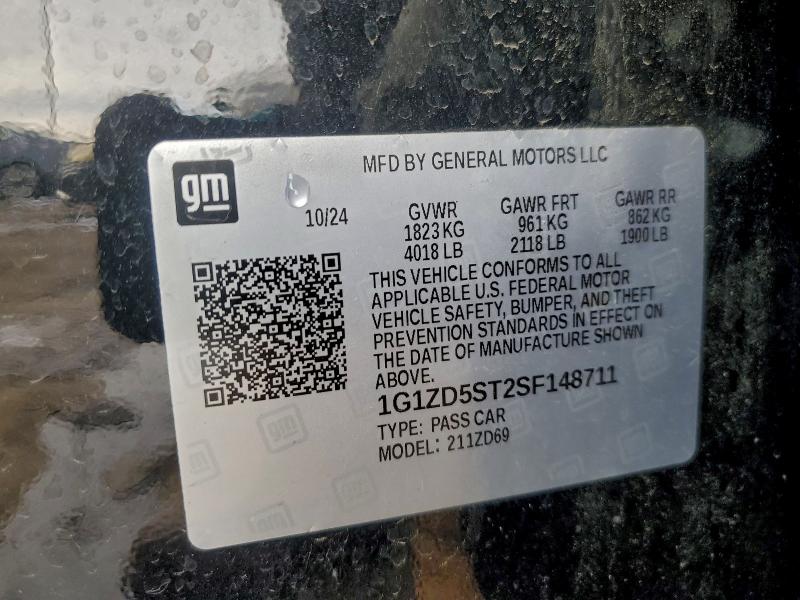 MFD BY GENERAL MOTORS LLC
gm
10/24
GVWR
1823 KG
4018 LB
GAWR FRT
961 KG
2118 LB
GAWR RR
862 KG
1900 LB
THIS VEHICLE CONFORMS TO ALL
APPLICABLE U.S. FEDERAL MOTOR
VEHICLE SAFETY, BUMPER, AND THEFT
PREVENTION STANDARDS IN EFFECT ON
THE DATE OF MANUFACTURE SHOWN
ABOVE.
1G1ZD5ST2SF148711
TYPE: PASS CAR
MODEL: 211ZD69